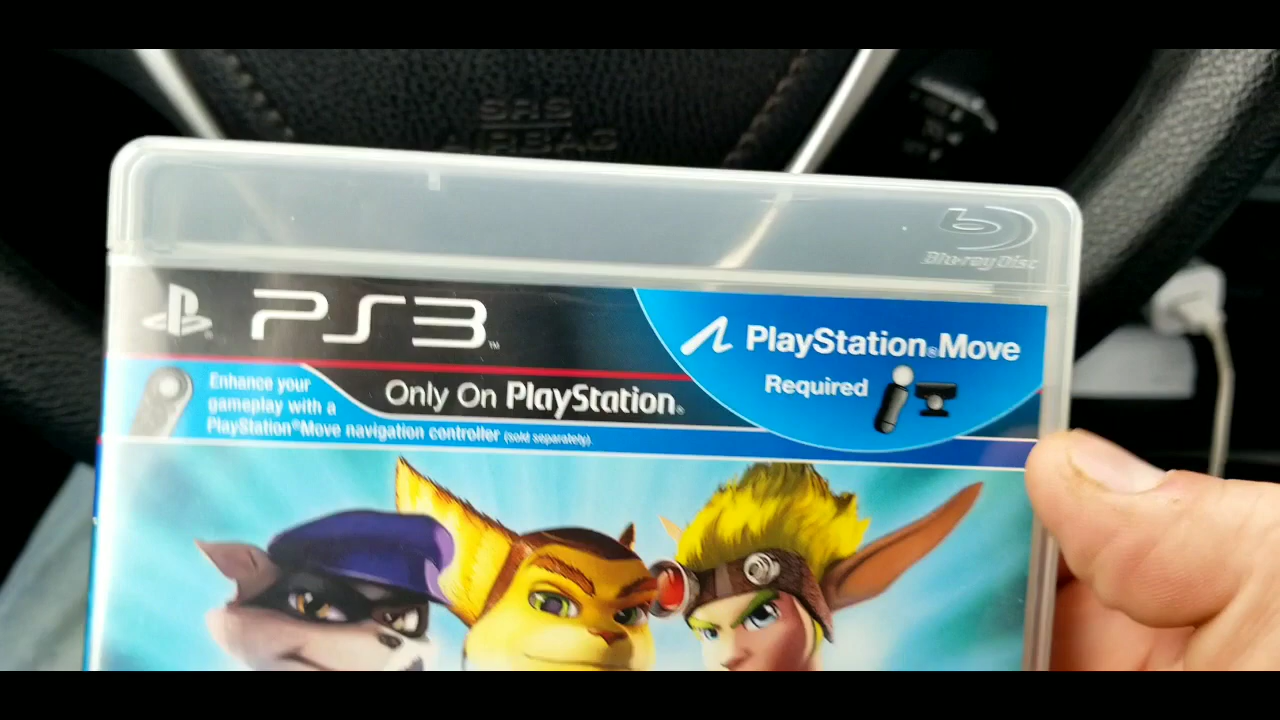 SRS
AIRBAG
Blu-ray Disc
PS3™
PlayStation®Move
Required
Only On PlayStation®
Enhance your
gameplay with a
PlayStation®Move navigation controller (sold separately).